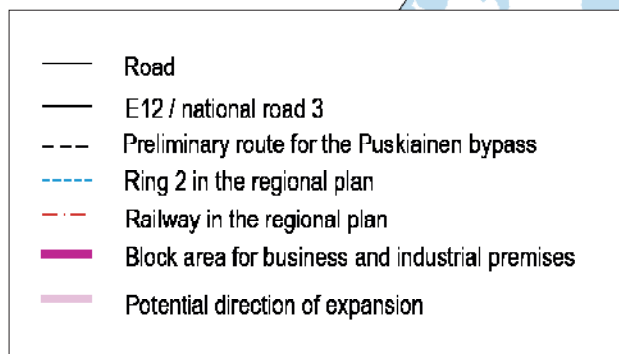 Road
E12 / national road 3
Preliminary route for the Puskiainen bypass
Ring 2 in the regional plan
Railway in the regional plan
Block area for business and industrial premises
Potential direction of expansion